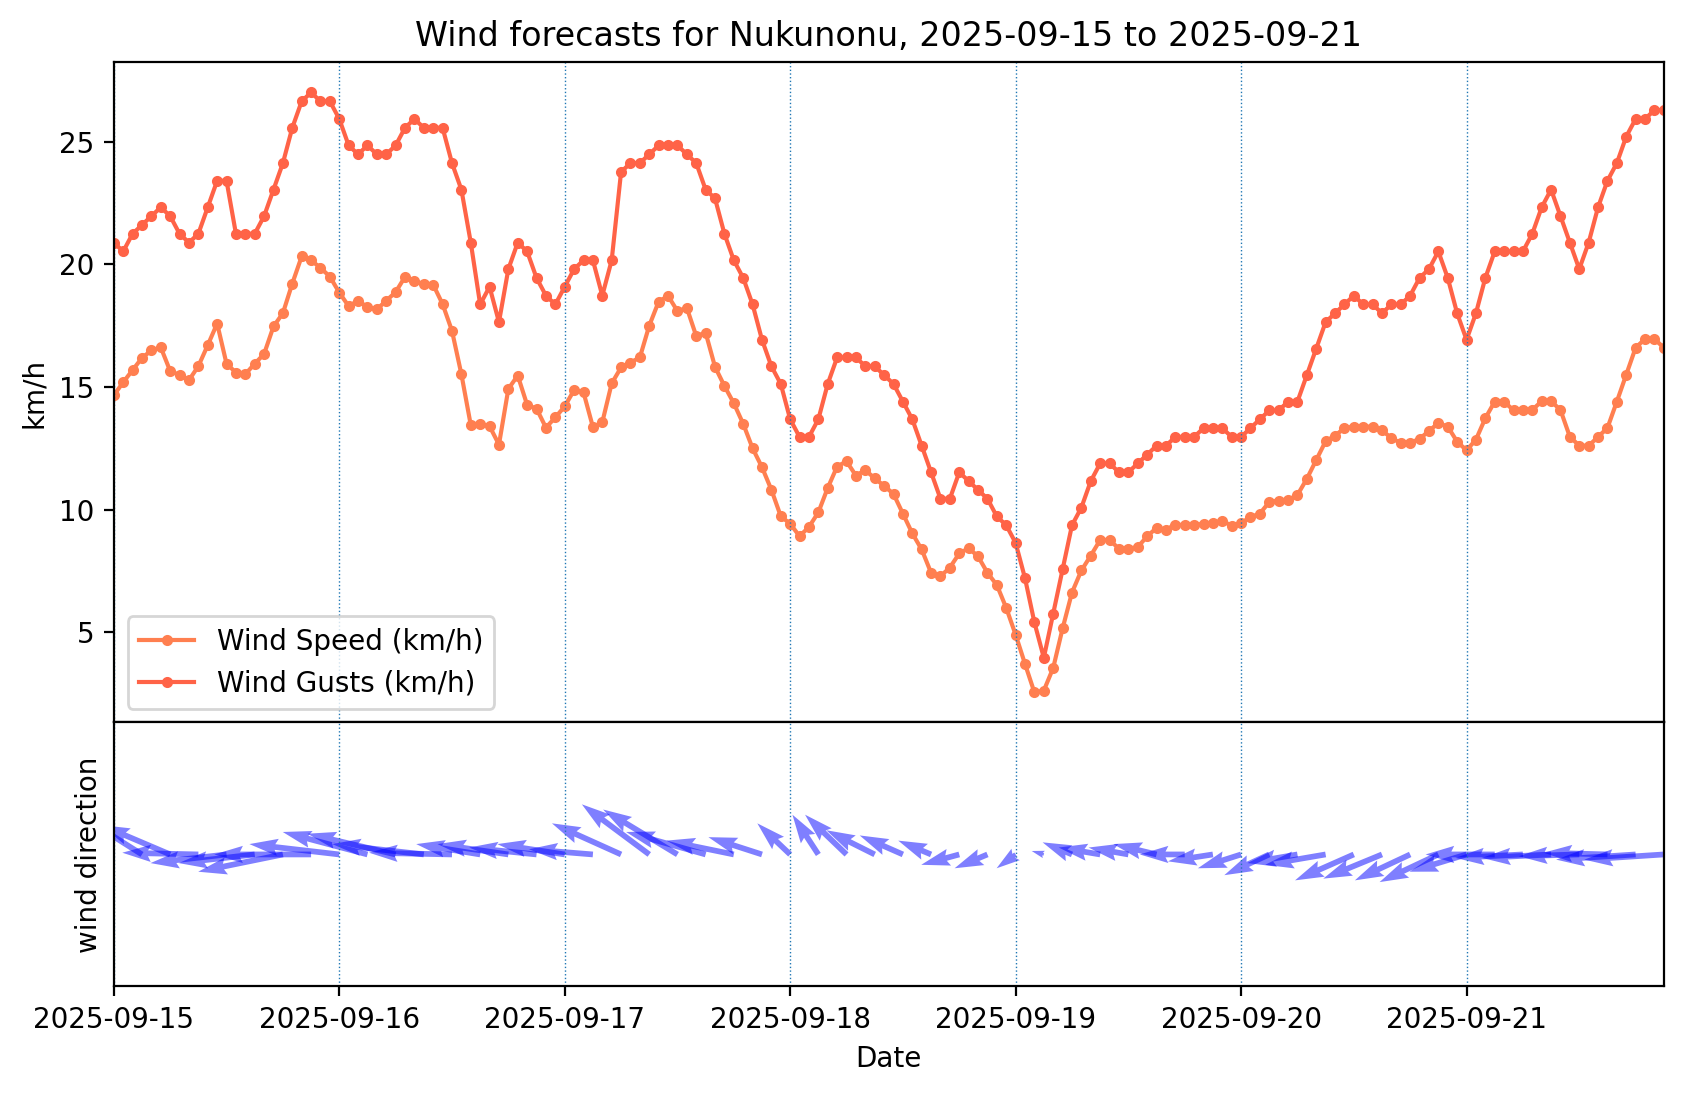 Wind forecasts for Nukunonu, 2025-09-15 to 2025-09-21
25
20
15
10
5
km/h
Wind Speed (km/h)
Wind Gusts (km/h)
wind direction
2025-09-15 2025-09-16 2025-09-17 2025-09-18 2025-09-19 2025-09-20 2025-09-21
Date